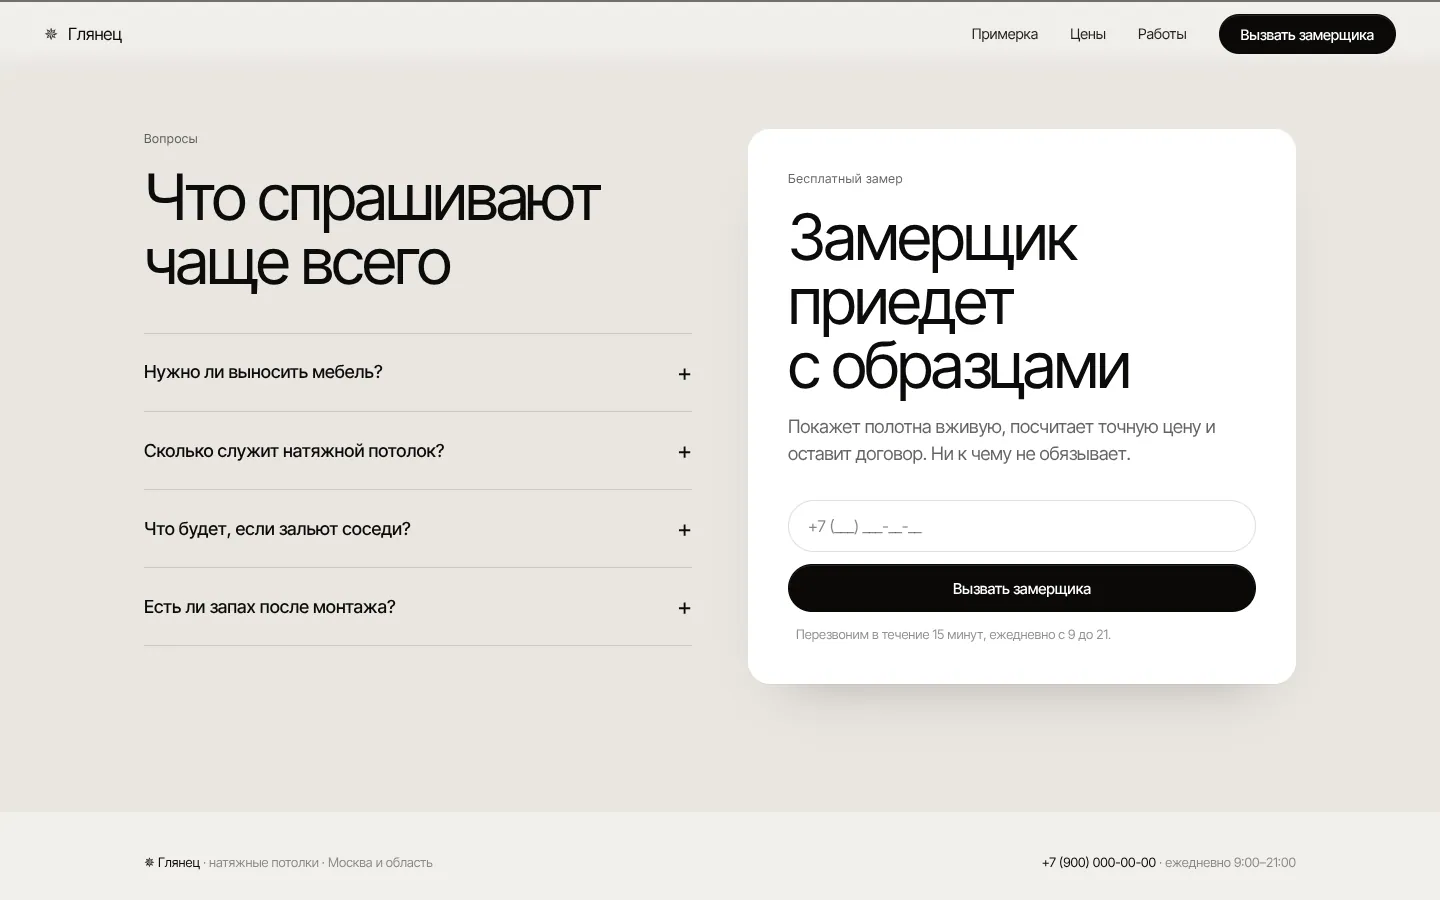 ✵ Глянец
Примерка
Цены
Работы
Вызвать замерщика
Вопросы
Что спрашивают
чаще всего
Нужно ли выносить мебель? +
Сколько служит натяжной потолок? +
Что будет, если зальют соседи? +
Есть ли запах после монтажа? +
Бесплатный замер
Замерщик
приедет
с образцами
Покажет полотна вживую, посчитает точную цену и
оставит договор. Ни к чему не обязывает.
+7 (___) ___-__-__
Вызвать замерщика
Перезвоним в течение 15 минут, ежедневно с 9 до 21.
✵ Глянец · натяжные потолки · Москва и область
+7 (900) 000-00-00 · ежедневно 9:00–21:00